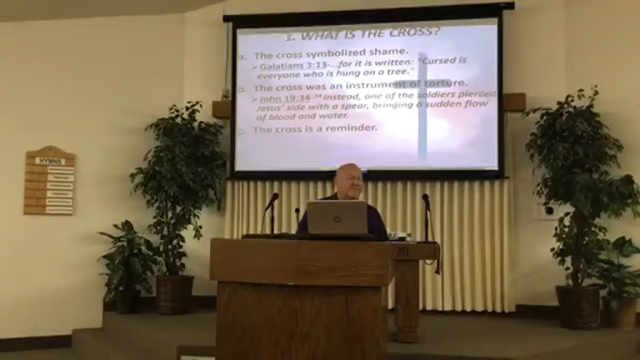 1. WHAT IS THE CROSS?
a. The cross symbolized shame.
➢Galatians 3:13-...for it is written: "Cursed is
everyone who is hung on a tree."
b. The cross was an instrument of torture.
➢John 19:34-³⁴ Instead, one of the soldiers pierced
Jesus' side with a spear, bringing a sudden flow
of blood and water.
c. The cross is a reminder.
HYMNS
hp